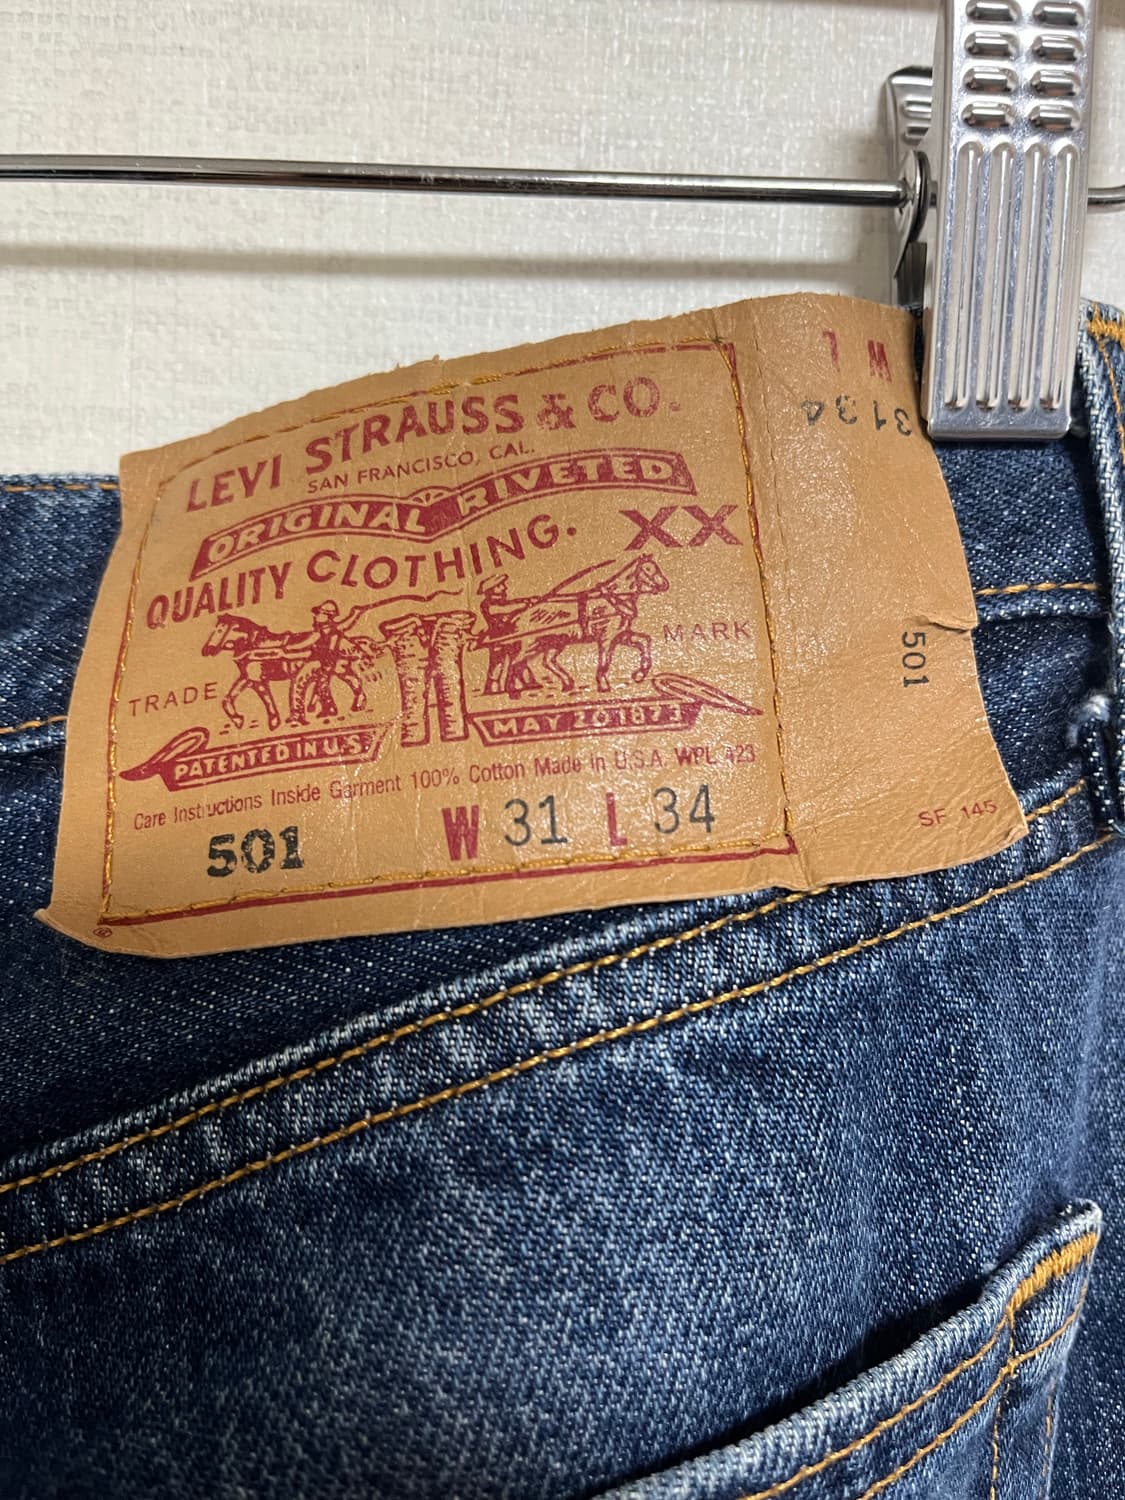 LEVI STRAUSS & CO.
SAN FRANCISCO, CAL.
ORIGINAL RIVETED
QUALITY CLOTHING.
XX
TRADE MARK
PATENTED IN U.S.
MAY 20 1873
Care Instructions Inside Garment 100% Cotton Made in U.S.A. WPL 423
501 W 31 L 34
®
L W
3134
501
SF 145